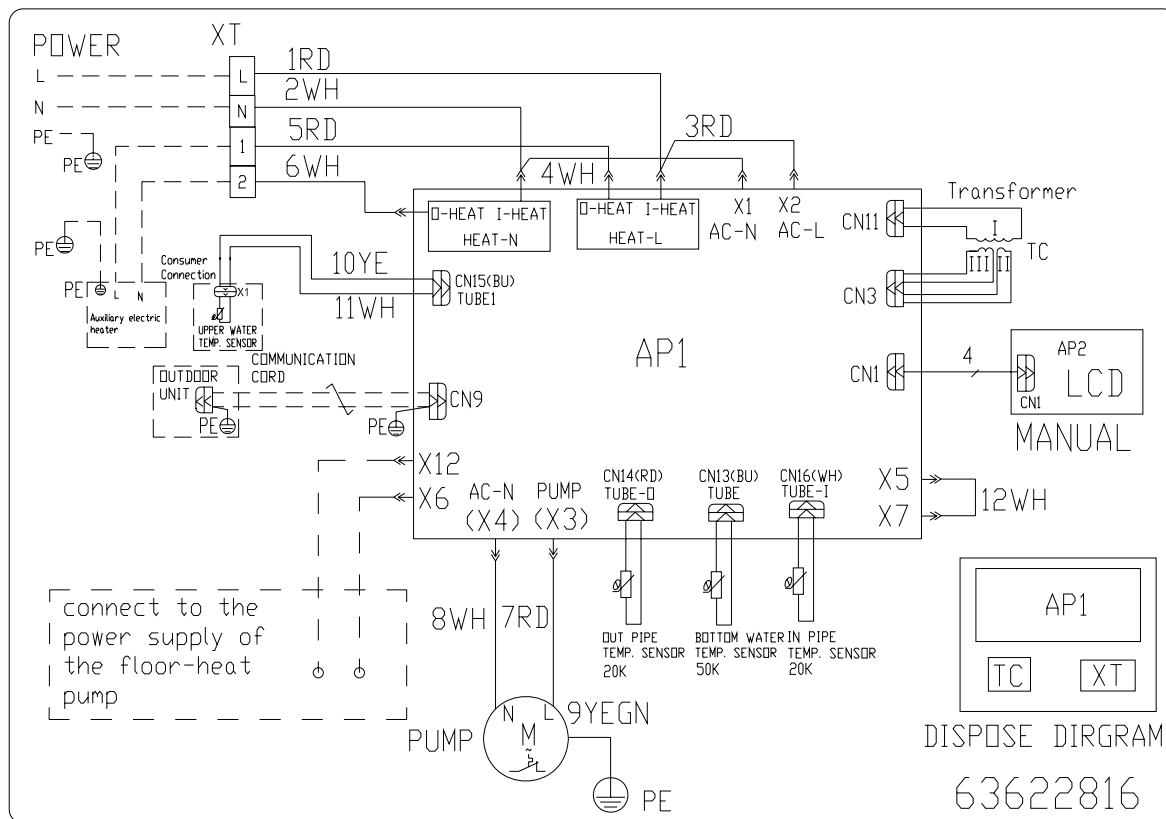 POWER
XT
L
N
PE
PE
L
N
1
2
1RD
2WH
5RD
6WH
3RD
4WH
O-HEAT I-HEAT
HEAT-N
O-HEAT I-HEAT
HEAT-L
X1
AC-N
X2
AC-L
CN11
Transformer
I
III II
TC
CN3
PE
PE
L N
Auxiliary electric
heater
Consumer
Connection
X1
UPPER WATER
TEMP. SENSOR
10YE
11WH
CN15(BU)
TUBE1
AP1
CN1
4
AP2
LCD
CN1
MANUAL
OUTDOOR
UNIT
PE
COMMUNICATION
CORD
PE
CN9
X12
X6
AC-N
(X4)
PUMP
(X3)
CN14(RD)
TUBE-O
CN13(BU)
TUBE
CN16(WH)
TUBE-I
X5
X7
12WH
connect to the
power supply of
the floor-heat
pump
8WH
7RD
OUT PIPE
TEMP. SENSOR
20K
BOTTOM WATER
TEMP. SENSOR
50K
IN PIPE
TEMP. SENSOR
20K
N L
M
~
PUMP
9YEGN
PE
AP1
TC
XT
DISPOSE DIRGRAM
63622816